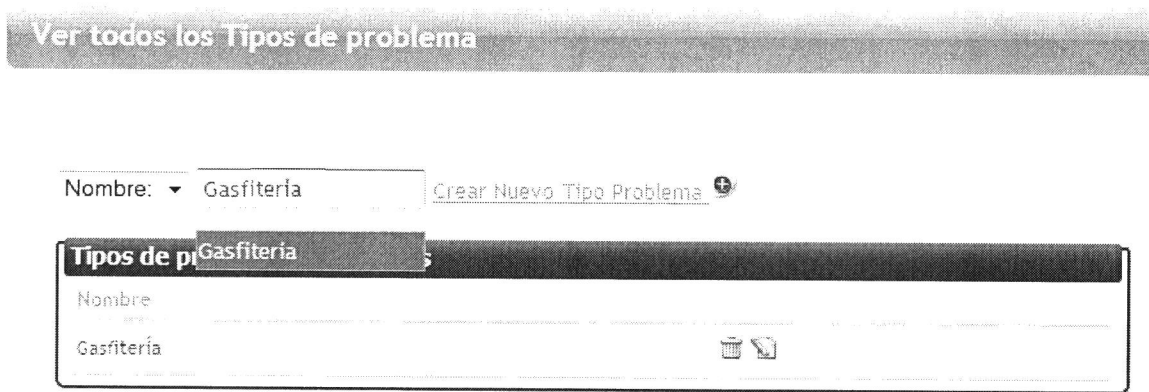 Ver todos los Tipos de problema
Nombre: Gasfitería Crear Nuevo Tipo Problema
Gasfitería
Tipos de pr s
Nombre
Gasfitería